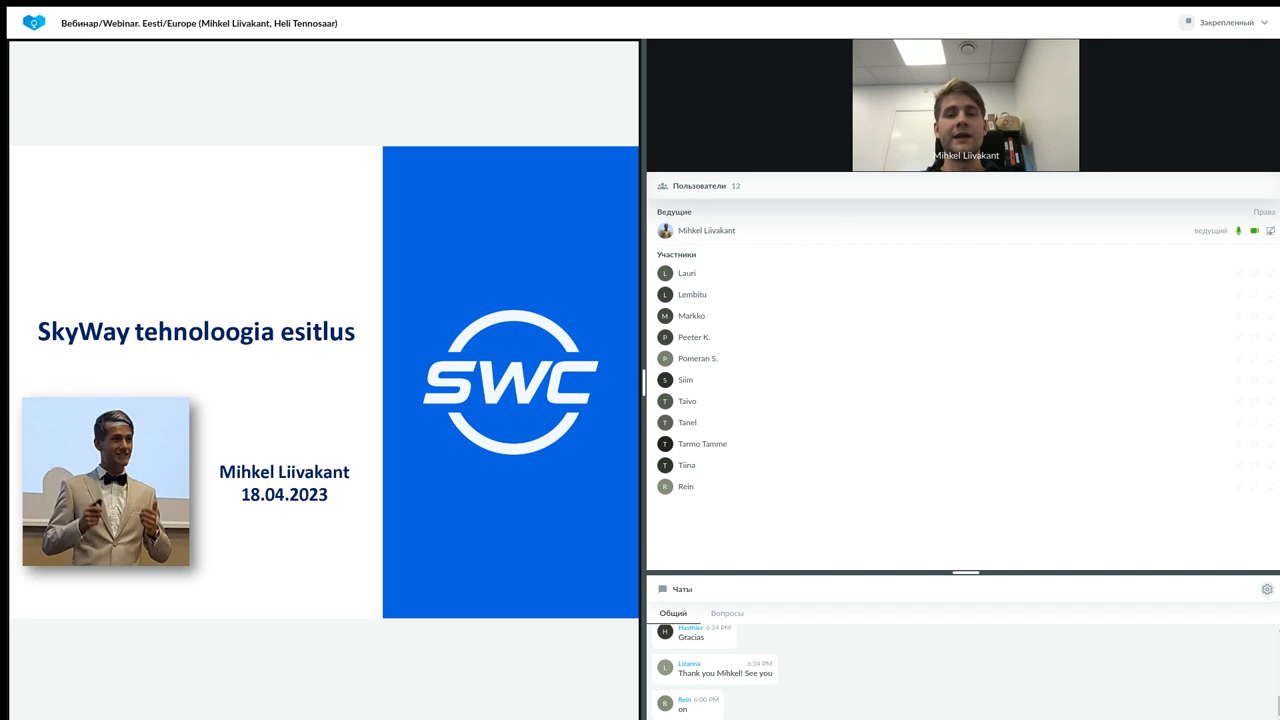 Вебинар/Webinar. Eesti/Europe (Mihkel Liivakant, Heli Tennosaar)
Закрепленный
SkyWay tehnoloogia esitlus
Mihkel Liivakant
18.04.2023
SWC
Mihkel Liivakant
Пользователи 12
Ведущие Права
Mihkel Liivakant ведущий
Участники
L Lauri
L Lembitu
M Markko
P Peeter K.
P Pomeran S.
S Siim
T Taivo
T Tanel
T Tarmo Tamme
T Tiina
R Rein
Чаты
Общий Вопросы
H Hasthier 6:34 PM
Gracias
L Lizanna 6:34 PM
Thank you Mihkel! See you
R Rein 6:00 PM
on